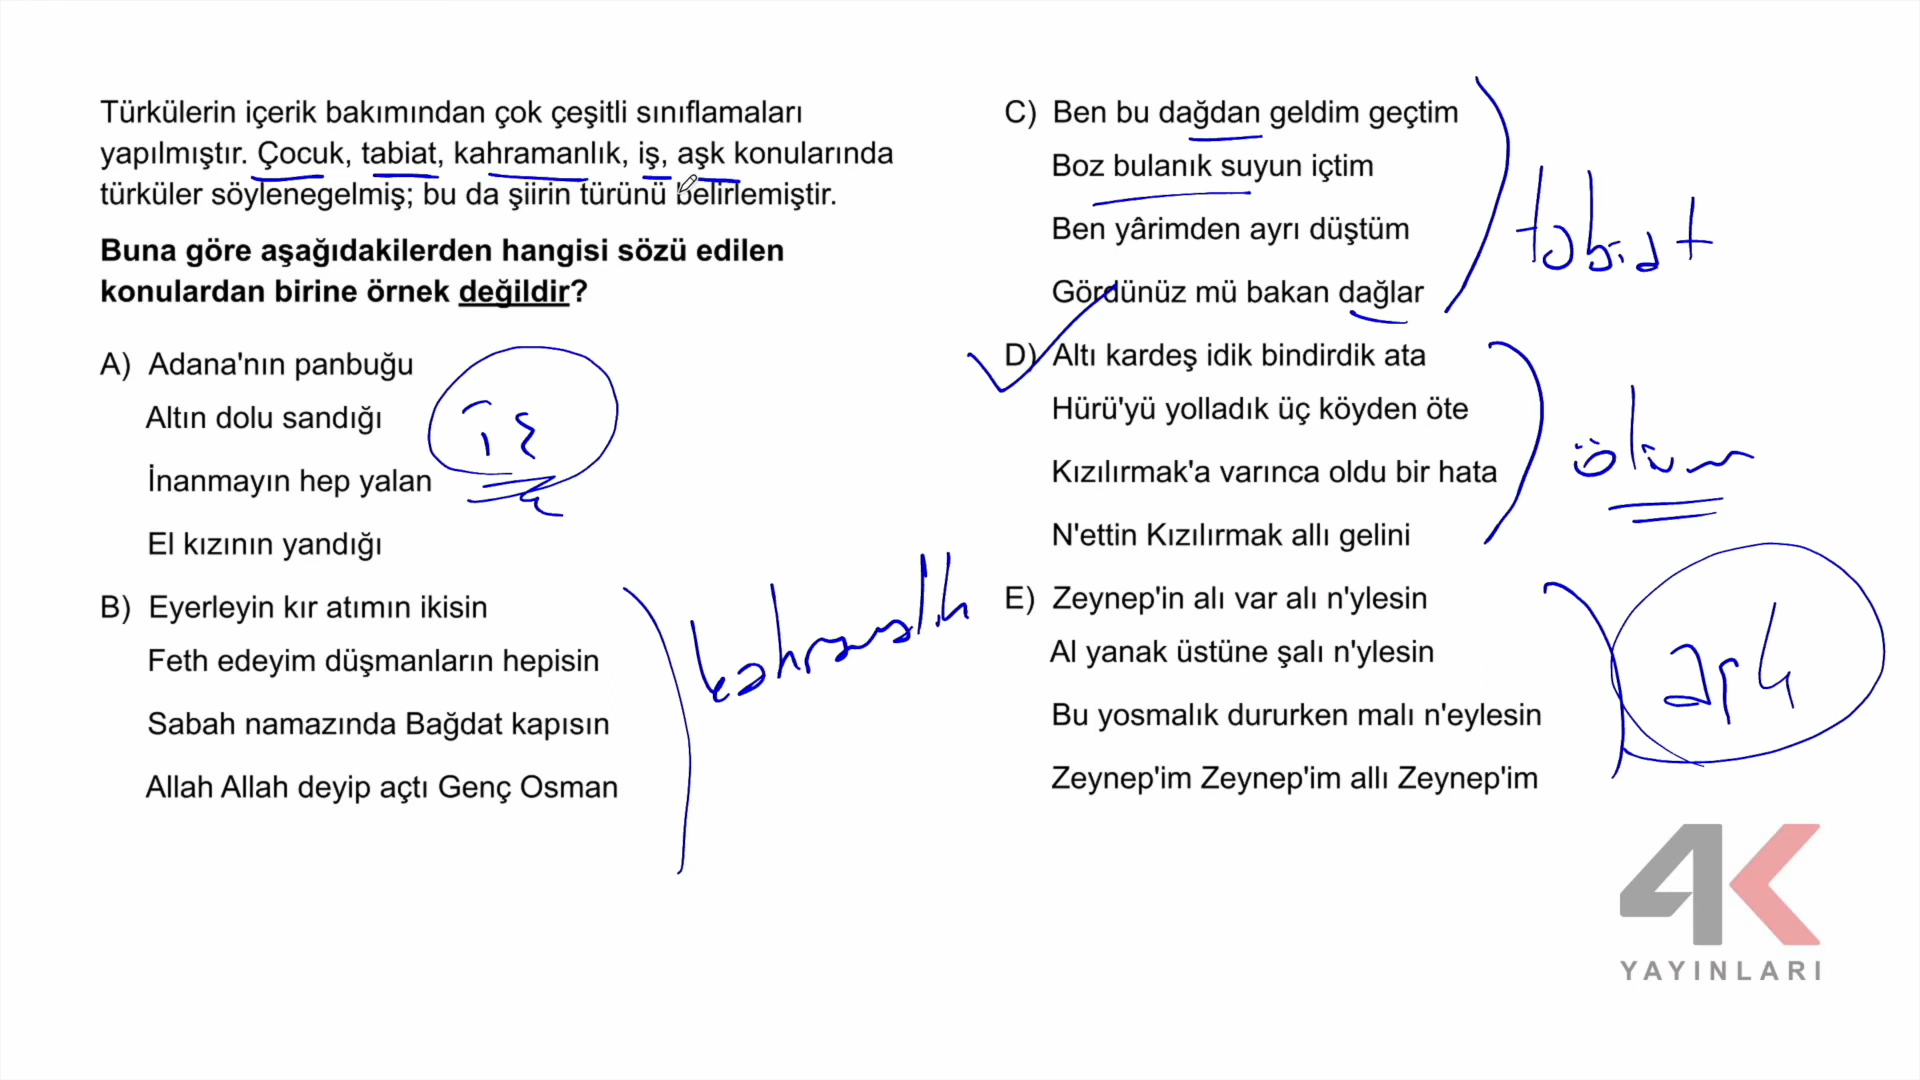 Türkülerin içerik bakımından çok çeşitli sınıflamaları
yapılmıştır. Çocuk, tabiat, kahramanlık, iş, aşk konularında
türküler söylenegelmiş; bu da şiirin türünü belirlemiştir.
Buna göre aşağıdakilerden hangisi sözü edilen
konulardan birine örnek değildir?
A) Adana'nın panbuğu
Altın dolu sandığı
İnanmayın hep yalan
El kızının yandığı
iş
B) Eyerleyin kır atımın ikisin
Feth edeyim düşmanların hepisin
Sabah namazında Bağdat kapısın
Allah Allah deyip açtı Genç Osman
kahramanlık
C) Ben bu dağdan geldim geçtim
Boz bulanık suyun içtim
Ben yârimden ayrı düştüm
Gördünüz mü bakan dağlar
tabiat
D) Altı kardeş idik bindirdik ata
Hürü'yü yolladık üç köyden öte
Kızılırmak'a varınca oldu bir hata
N'ettin Kızılırmak allı gelini
ölüm
E) Zeynep'in alı var alı n'ylesin
Al yanak üstüne şalı n'ylesin
Bu yosmalık dururken malı n'eylesin
Zeynep'im Zeynep'im allı Zeynep'im
aşk
4K
YAYINLARI